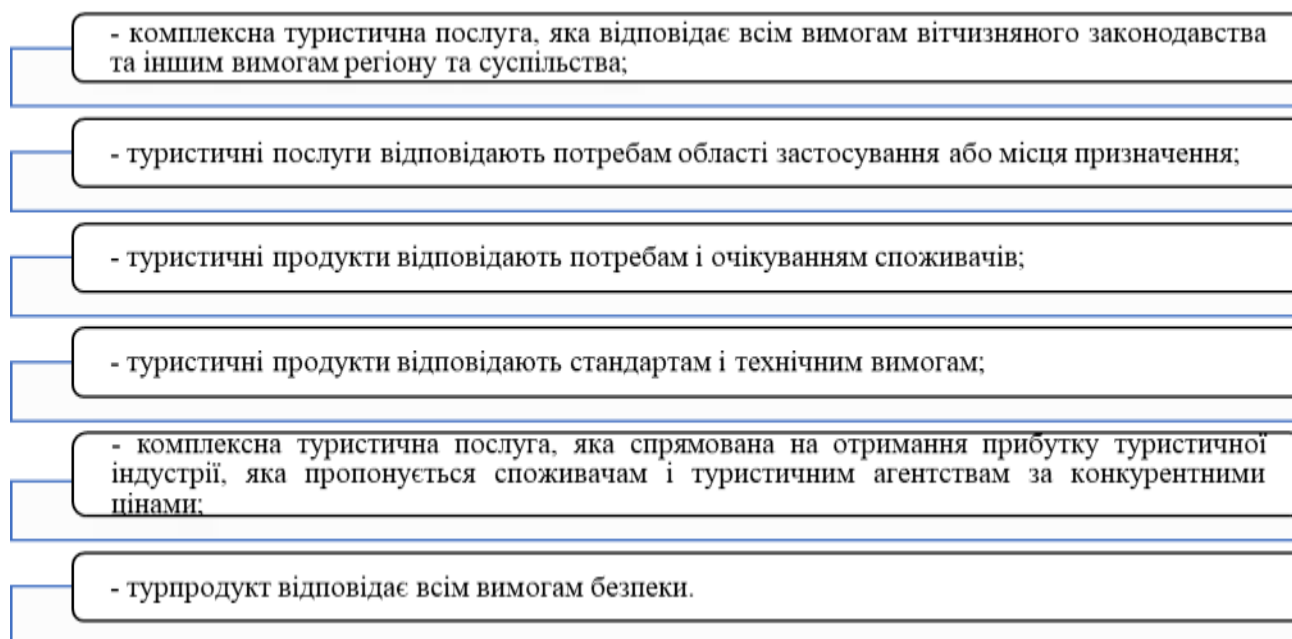 - комплексна туристична послуга, яка відповідає всім вимогам вітчизняного законодавства
та іншим вимогам регіону та суспільства;
- туристичні послуги відповідають потребам області застосування або місця призначення;
- туристичні продукти відповідають потребам і очікуванням споживачів;
- туристичні продукти відповідають стандартам і технічним вимогам;
- комплексна туристична послуга, яка спрямована на отримання прибутку туристичної
індустрії, яка пропонується споживачам і туристичним агентствам за конкурентними
цінами;
- турпродукт відповідає всім вимогам безпеки.